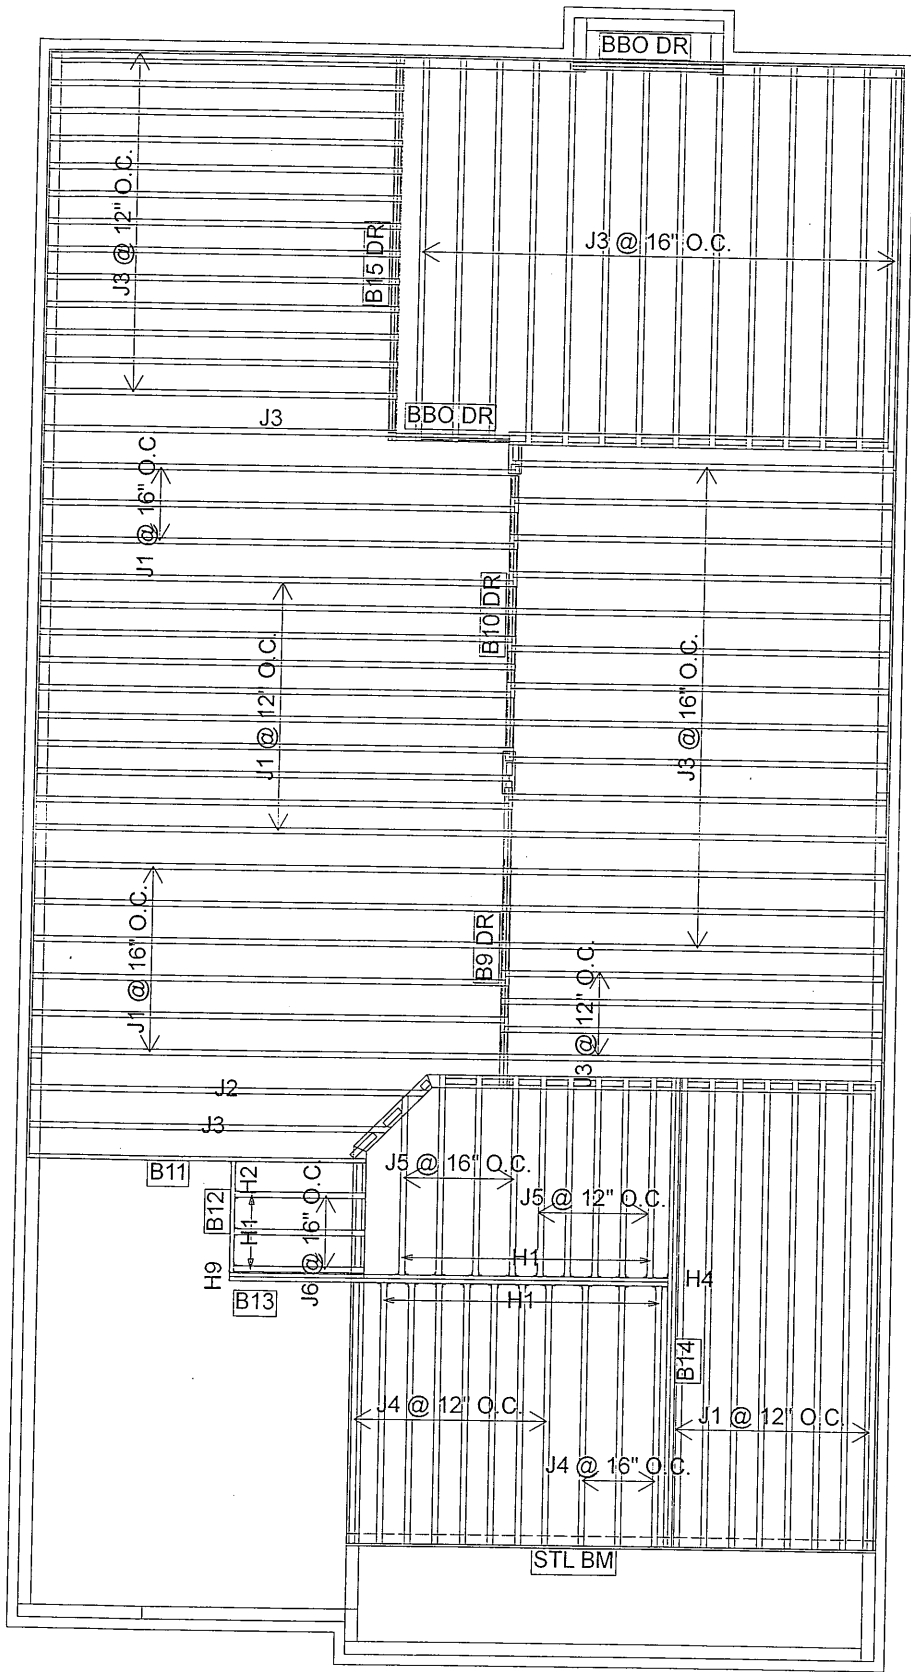 BBO DR
J3 @ 12" O.C.
B15 DR
J3 @ 16" O.C.
J3
BBO DR
J1 @ 16" O.C
B10 DR
J1 @ 12" O.C.
J3 @ 16" O.C.
J1 @ 16" O.C.
B9 DR
J3 @ 12" O.C.
J2
J3
B11
B12
H2
H1
J6 @ 16" O.C.
H9
B13
J5 @ 16" O.C.
J5 @ 12" O.C.
H1
H4
H1
B14
J4 @ 12" O.C.
J1 @ 12" O.C.
J4 @ 16" O.C.
STL BM